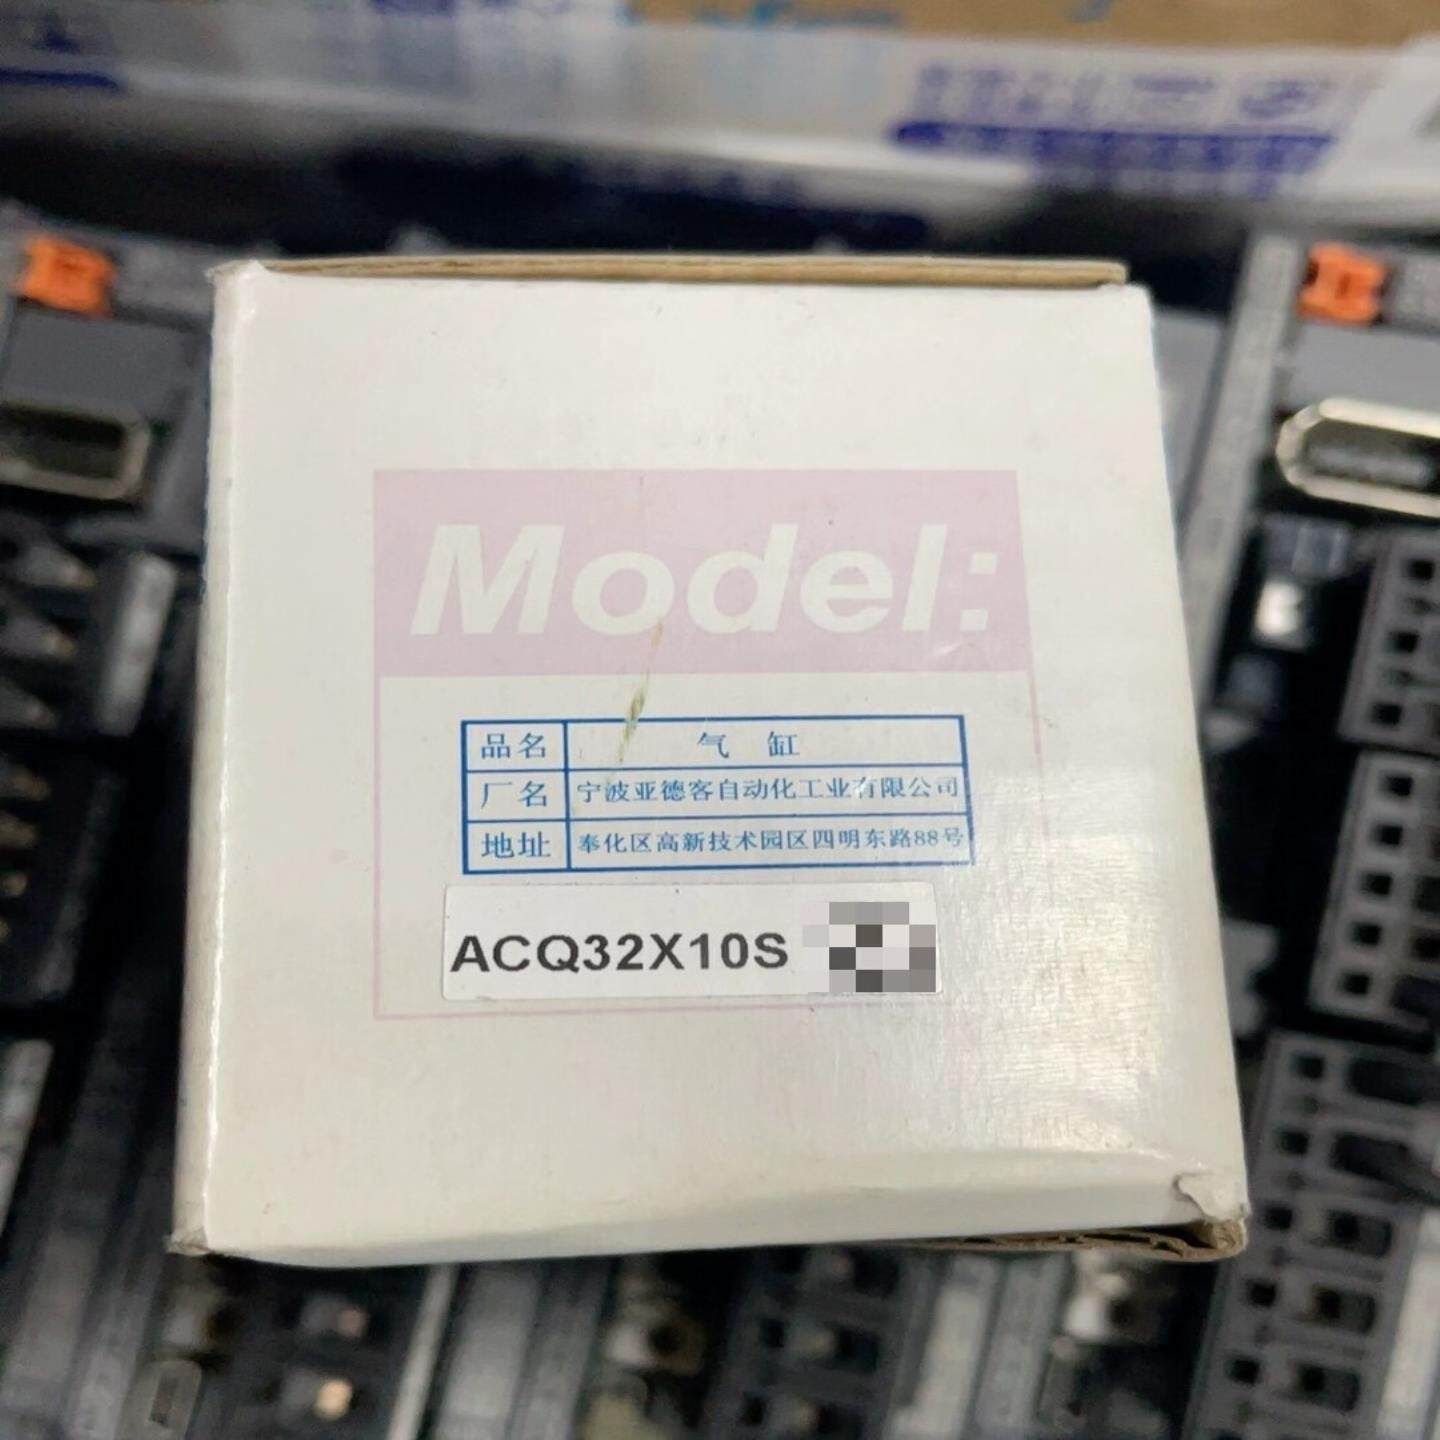 Model:
品名 气缸
厂名 宁波亚德客自动化工业有限公司
地址 奉化区高新技术园区四明东路88号
ACQ32X10S